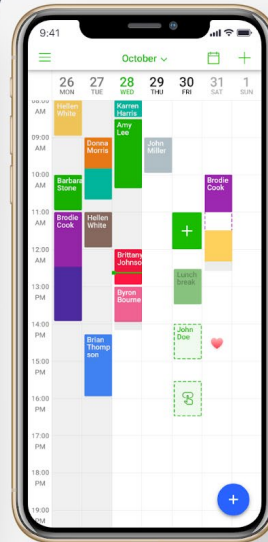 9:41
October
26 27 28 29 30 31 1
MON TUE WED THU FRI SAT SUN
08:00
AM
Hellen
White
Karren
Harris
Amy
Lee
09:00
AM
Donna
Morris
John
Miller
10:00
AM
Barbara
Stone
Brodie
Cook
11:00
AM
Brodie
Cook
Hellen
White
+
12:00
AM
Brittany
Johnso
Lunch
break
13:00
PM
Byron
Bourne
14:00
PM
Brian
Thomp
son
John
Doe
15:00
PM
16:00
PM
17:00
PM
18:00
PM
19:00
PM
+